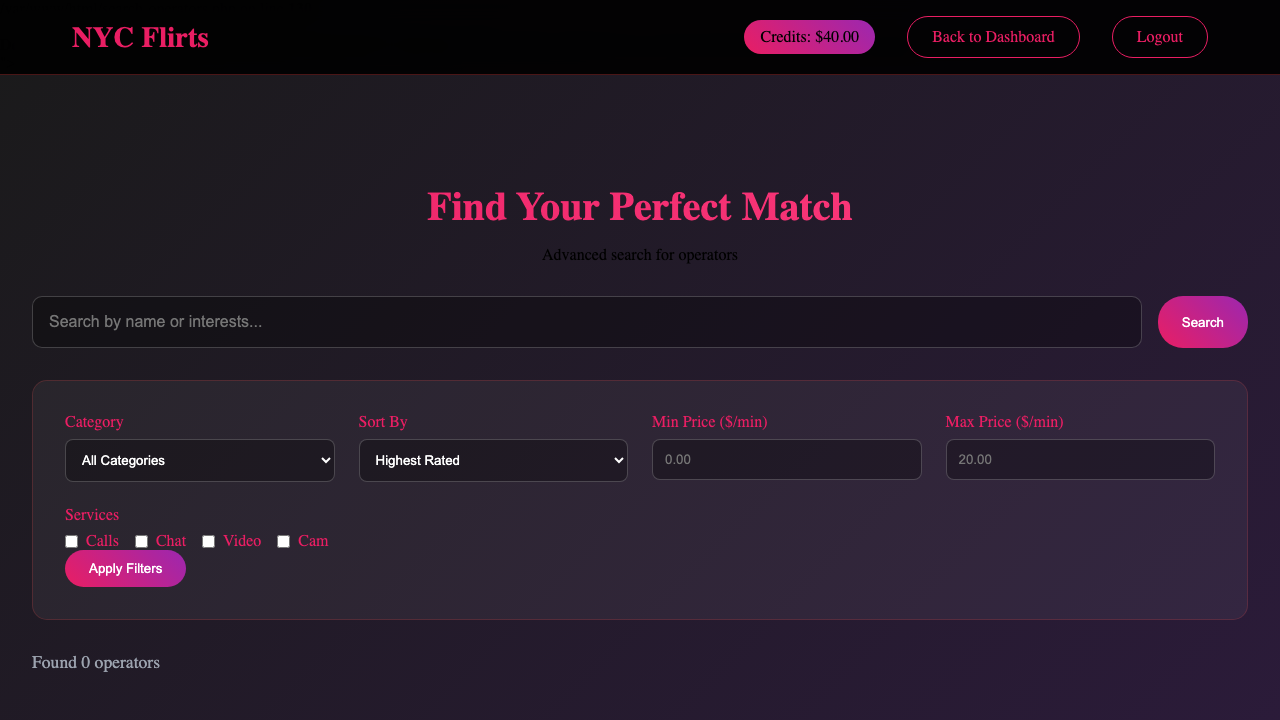 NYC Flirts
Credits: $40.00
Back to Dashboard
Logout
Find Your Perfect Match
Advanced search for operators
Search by name or interests...
Search
Category
Sort By
Min Price ($/min)
Max Price ($/min)
All Categories
Highest Rated
0.00
20.00
Services
Calls
Chat
Video
Cam
Apply Filters
Found 0 operators